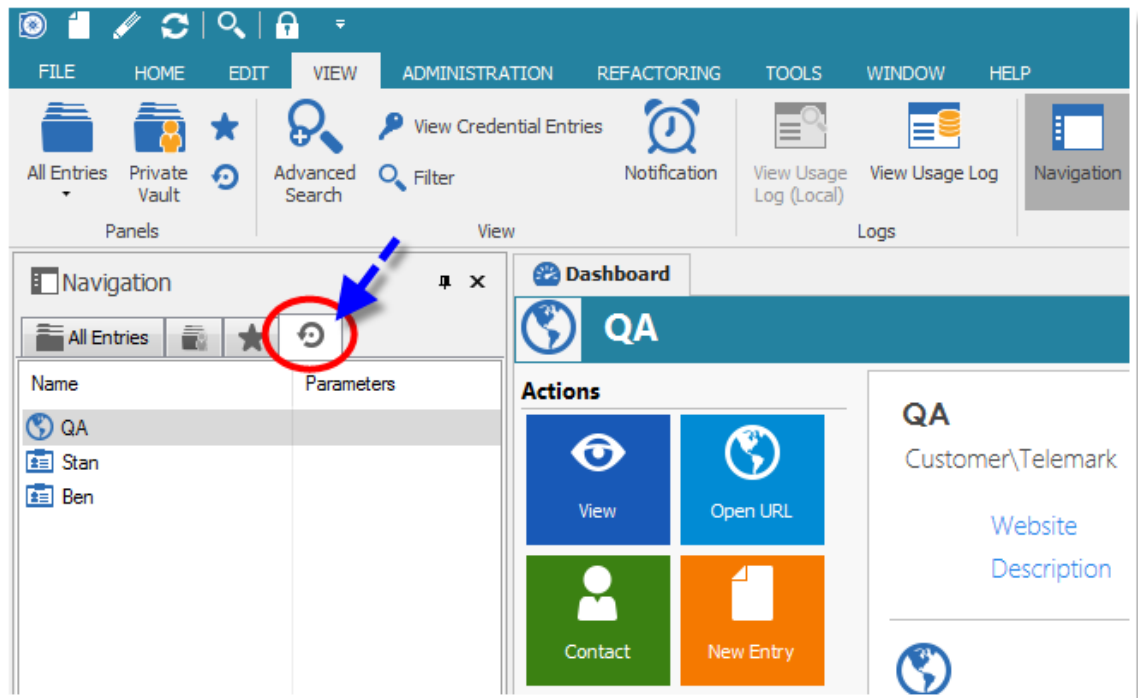 FILE HOME EDIT VIEW ADMINISTRATION REFACTORING TOOLS WINDOW HELP
View Credential Entries
All Entries Private Vault
Advanced Search
Filter
Notification
View Usage Log (Local)
View Usage Log
Navigation
Panels View Logs
Navigation
Dashboard
All Entries
QA
Name Parameters
QA
Stan
Ben
Actions
View Open URL
Contact New Entry
QA
Customer\Telemark
Website
Description